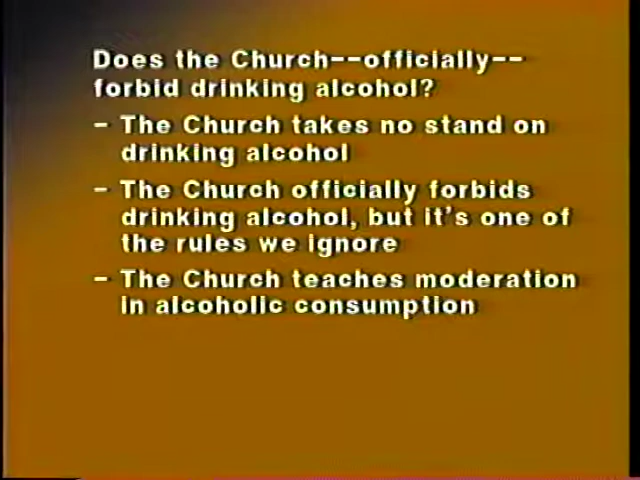 Does the Church--officially--
forbid drinking alcohol?
- The Church takes no stand on
drinking alcohol
- The Church officially forbids
drinking alcohol, but it's one of
the rules we ignore
- The Church teaches moderation
in alcoholic consumption